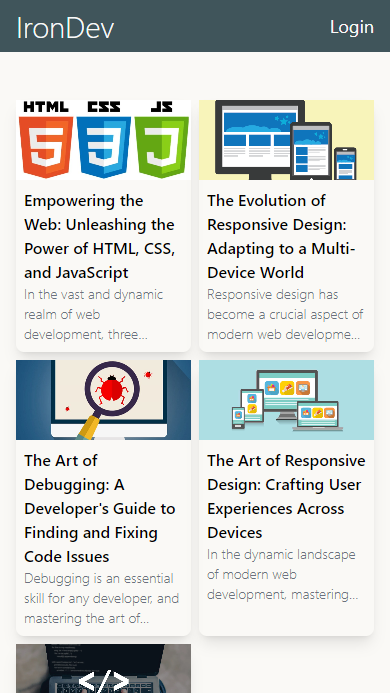 IronDev
Login
HTML CSS JS
5 3 J
Empowering the
Web: Unleashing the
Power of HTML, CSS,
and JavaScript
In the vast and dynamic
realm of web
development, three...
The Evolution of
Responsive Design:
Adapting to a Multi-
Device World
Responsive design has
become a crucial aspect of
modern web developme...
The Art of
Debugging: A
Developer's Guide to
Finding and Fixing
Code Issues
Debugging is an essential
skill for any developer, and
mastering the art of...
The Art of Responsive
Design: Crafting User
Experiences Across
Devices
In the dynamic landscape
of modern web
development, mastering...
</>